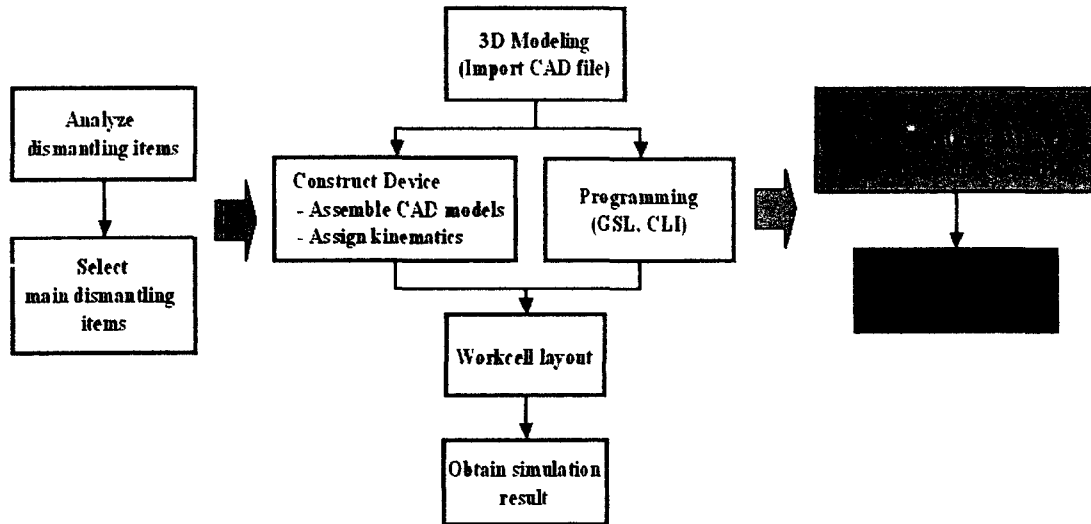 Analyze
dismantling items
Select
main dismantling
items
3D Modeling
(Import CAD file)
Construct Device
- Assemble CAD models
- Assign kinematics
Programming
(GSL, CLI)
Workcell layout
Obtain simulation
result